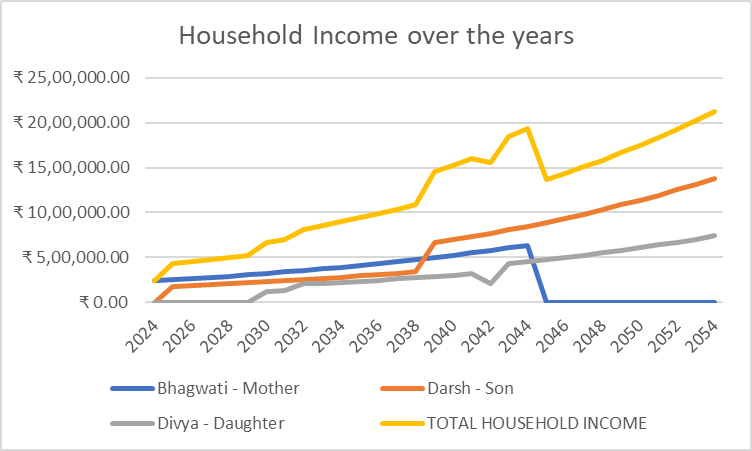 Household Income over the years
₹ 25,00,000.00
₹ 20,00,000.00
₹ 15,00,000.00
₹ 10,00,000.00
₹ 5,00,000.00
₹ 0.00
2024 2026 2028 2030 2032 2034 2036 2038 2040 2042 2044 2046 2048 2050 2052 2054
Bhagwati - Mother Darsh - Son
Divya - Daughter TOTAL HOUSEHOLD INCOME